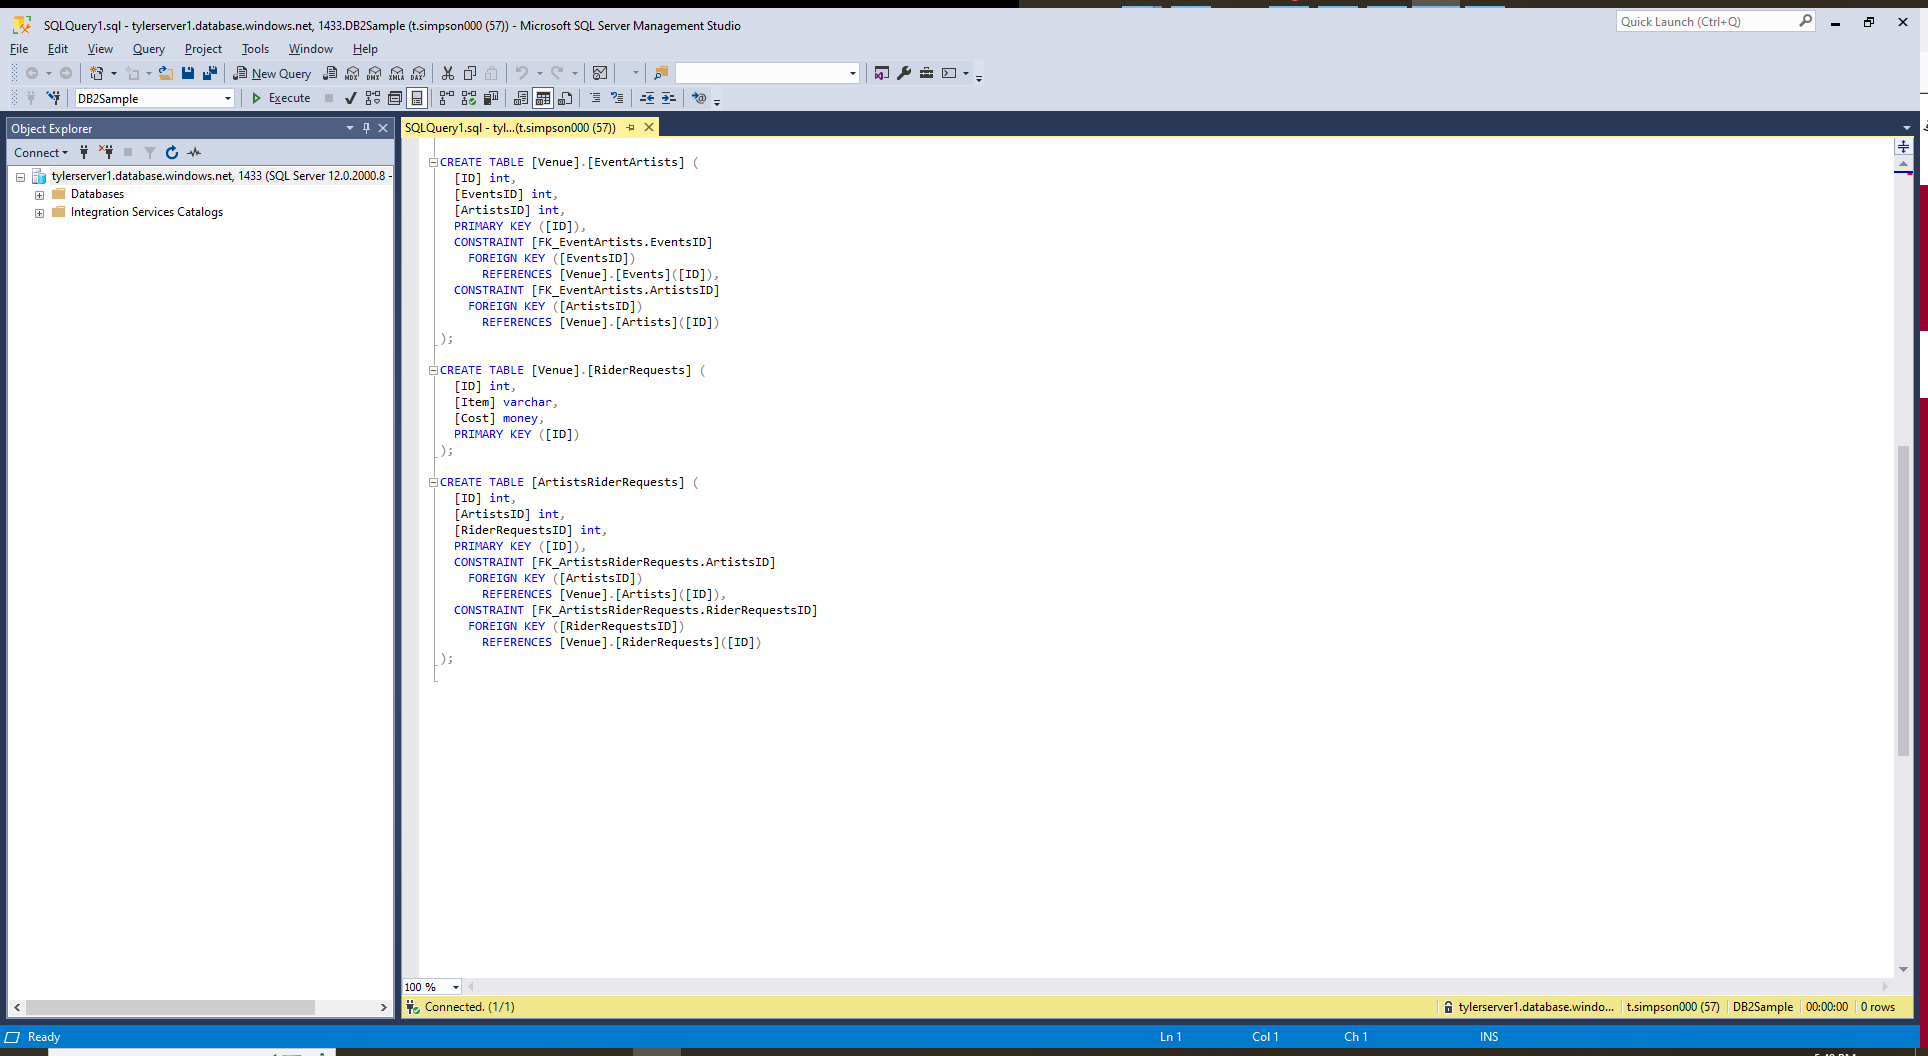 SQLQuery1.sql - tylerserver1.database.windows.net, 1433.DB2Sample (t.simpson000 (57)) - Microsoft SQL Server Management Studio
Quick Launch (Ctrl+Q)
File Edit View Query Project Tools Window Help
New Query MDX DMX XMLA DAX
DB2Sample Execute
Object Explorer
Connect
tylerserver1.database.windows.net, 1433 (SQL Server 12.0.2000.8 -
Databases
Integration Services Catalogs
SQLQuery1.sql - tyl...(t.simpson000 (57))
CREATE TABLE [Venue].[EventArtists] (
[ID] int,
[EventsID] int,
[ArtistsID] int,
PRIMARY KEY ([ID]),
CONSTRAINT [FK_EventArtists.EventsID]
FOREIGN KEY ([EventsID])
REFERENCES [Venue].[Events]([ID]),
CONSTRAINT [FK_EventArtists.ArtistsID]
FOREIGN KEY ([ArtistsID])
REFERENCES [Venue].[Artists]([ID])
);
CREATE TABLE [Venue].[RiderRequests] (
[ID] int,
[Item] varchar,
[Cost] money,
PRIMARY KEY ([ID])
);
CREATE TABLE [ArtistsRiderRequests] (
[ID] int,
[ArtistsID] int,
[RiderRequestsID] int,
PRIMARY KEY ([ID]),
CONSTRAINT [FK_ArtistsRiderRequests.ArtistsID]
FOREIGN KEY ([ArtistsID])
REFERENCES [Venue].[Artists]([ID]),
CONSTRAINT [FK_ArtistsRiderRequests.RiderRequestsID]
FOREIGN KEY ([RiderRequestsID])
REFERENCES [Venue].[RiderRequests]([ID])
);
100 %
Connected. (1/1) tylerserver1.database.windo... t.simpson000 (57) DB2Sample 00:00:00 0 rows
Ready Ln 1 Col 1 Ch 1 INS